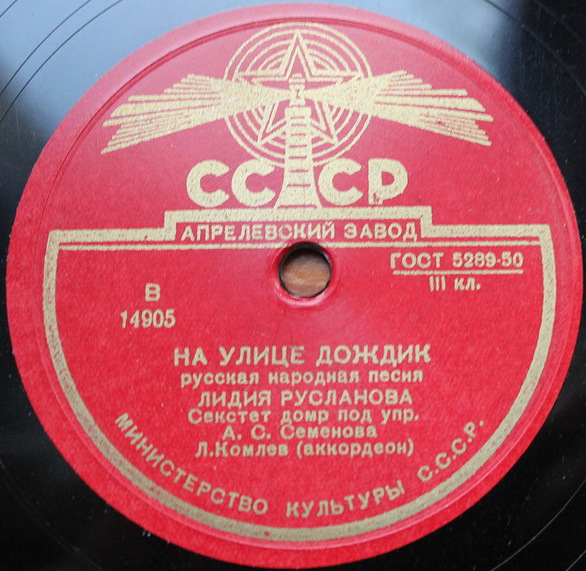 СССР
АПРЕЛЕВСКИЙ ЗАВОД
ГОСТ 5289-50
III кл.
В
14905
НА УЛИЦЕ ДОЖДИК
русская народная песня
ЛИДИЯ РУСЛАНОВА
Секстет домр под упр.
А. С. Семенова
Л.Комлев (аккордеон)
МИНИСТЕРСТВО КУЛЬТУРЫ С.С.С.Р.